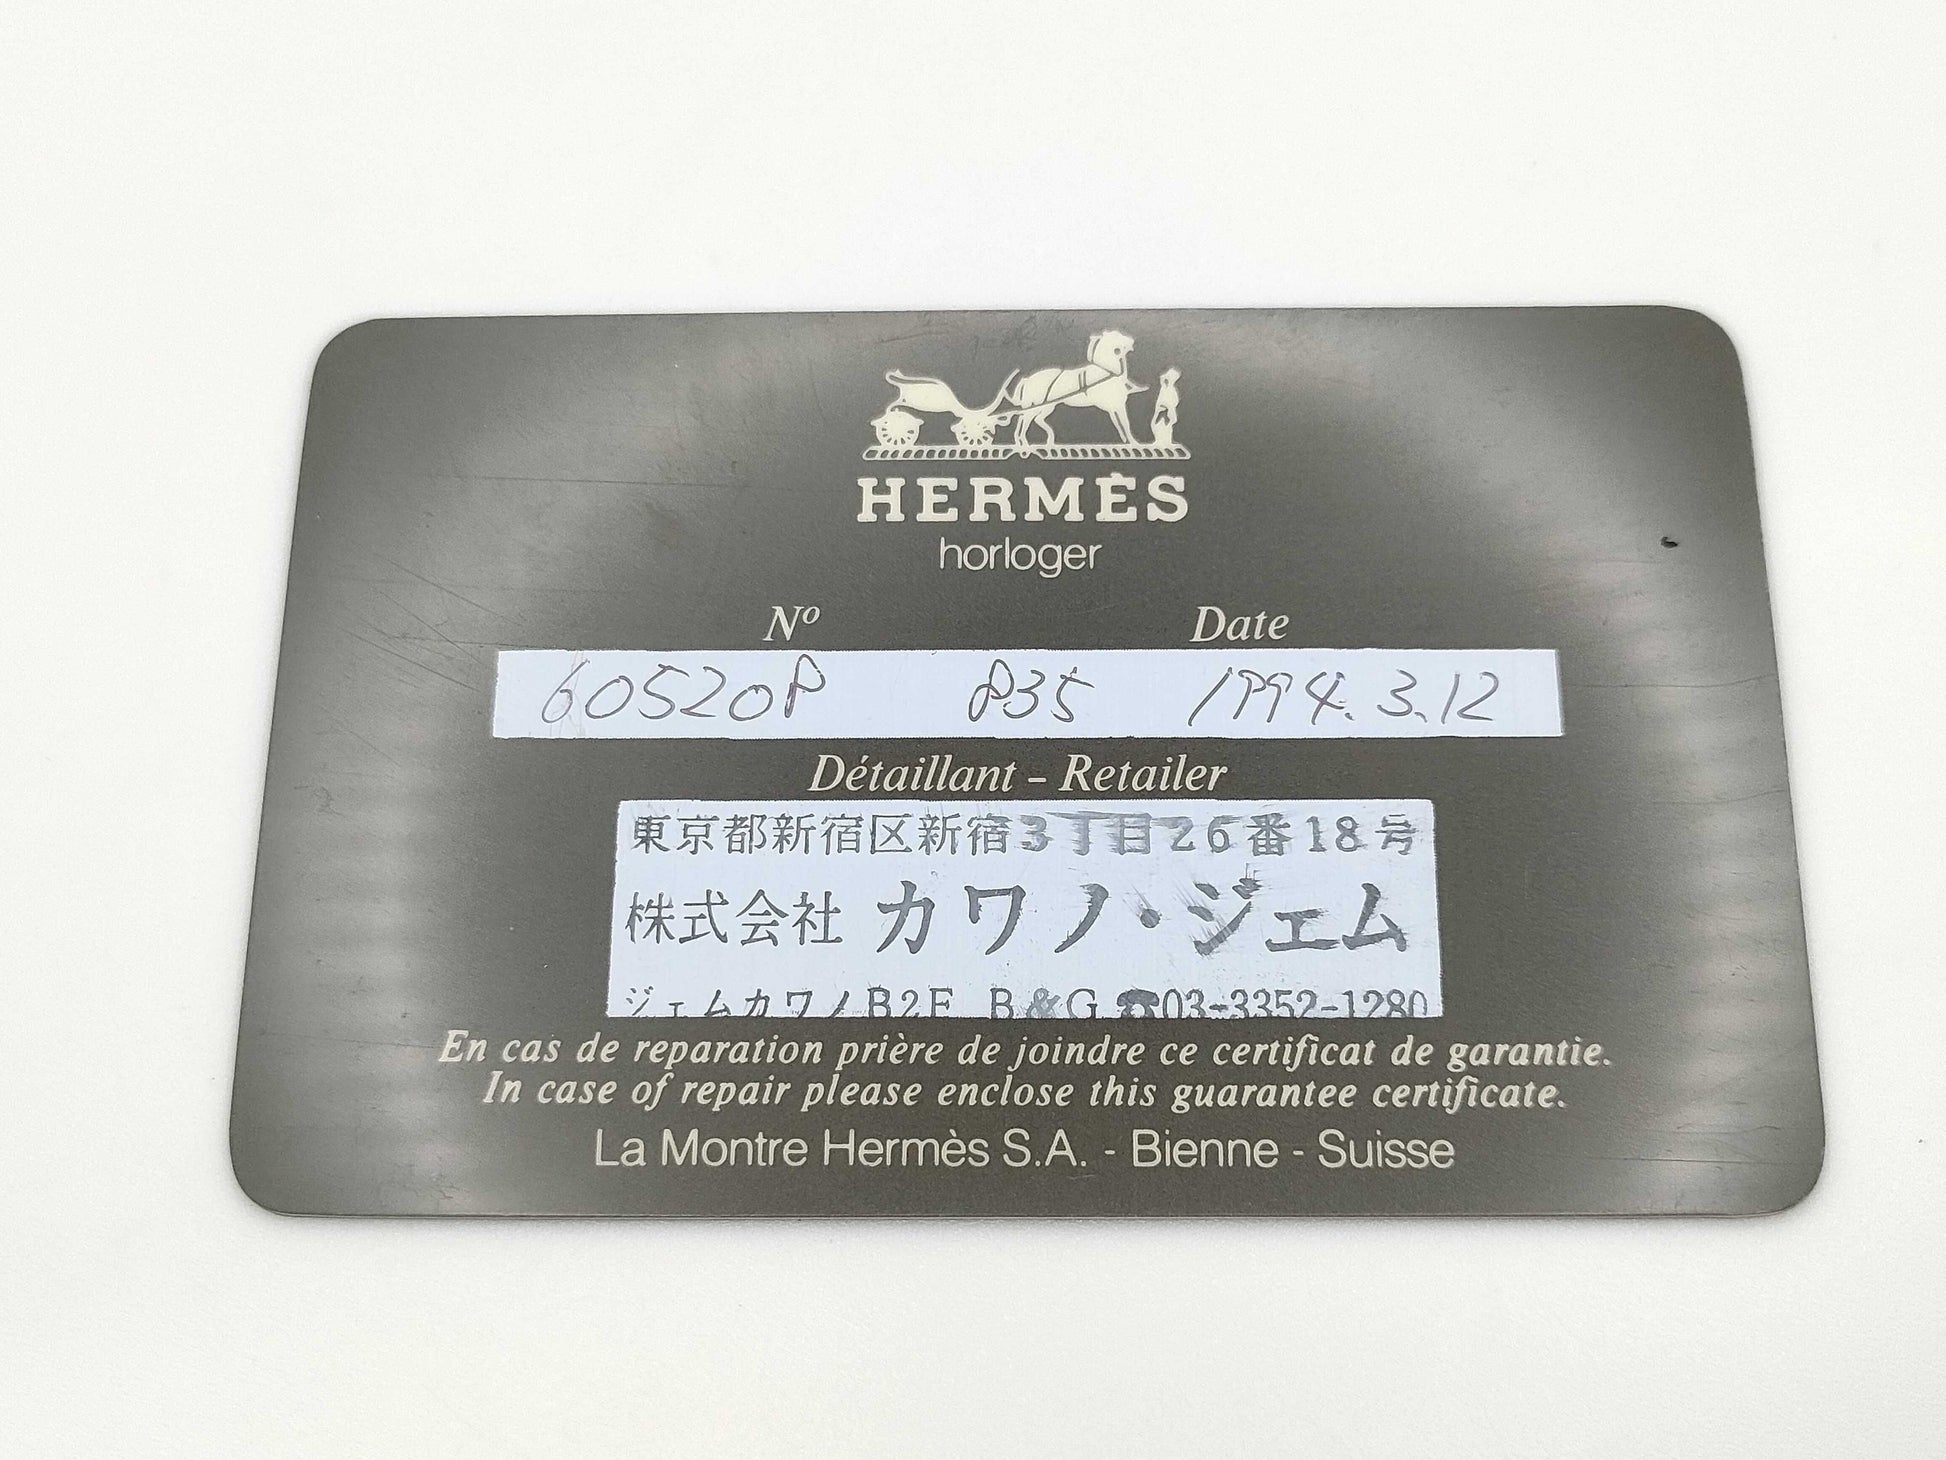 HERMÈS
horloger
Nº Date
605208 835 1994.3.12
Détaillant - Retailer
東京都新宿区新宿3丁目26番18号
株式会社 カワノ・ジェム
ジェムカワノB2F B&G ☎03-3352-1280
En cas de reparation prière de joindre ce certificat de garantie.
In case of repair please enclose this guarantee certificate.
La Montre Hermès S.A. - Bienne - Suisse